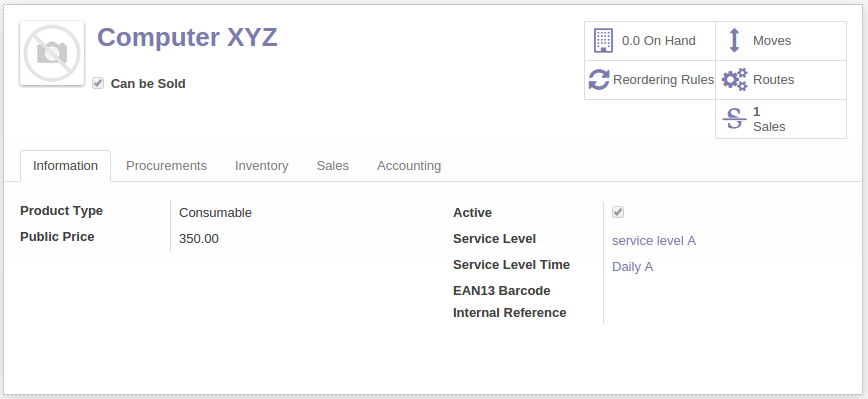 Computer XYZ
Can be Sold
0.0 On Hand
Moves
Reordering Rules
Routes
1
Sales
Information
Procurements
Inventory
Sales
Accounting
Product Type
Consumable
Public Price
350.00
Active
Service Level
service level A
Service Level Time
Daily A
EAN13 Barcode
Internal Reference